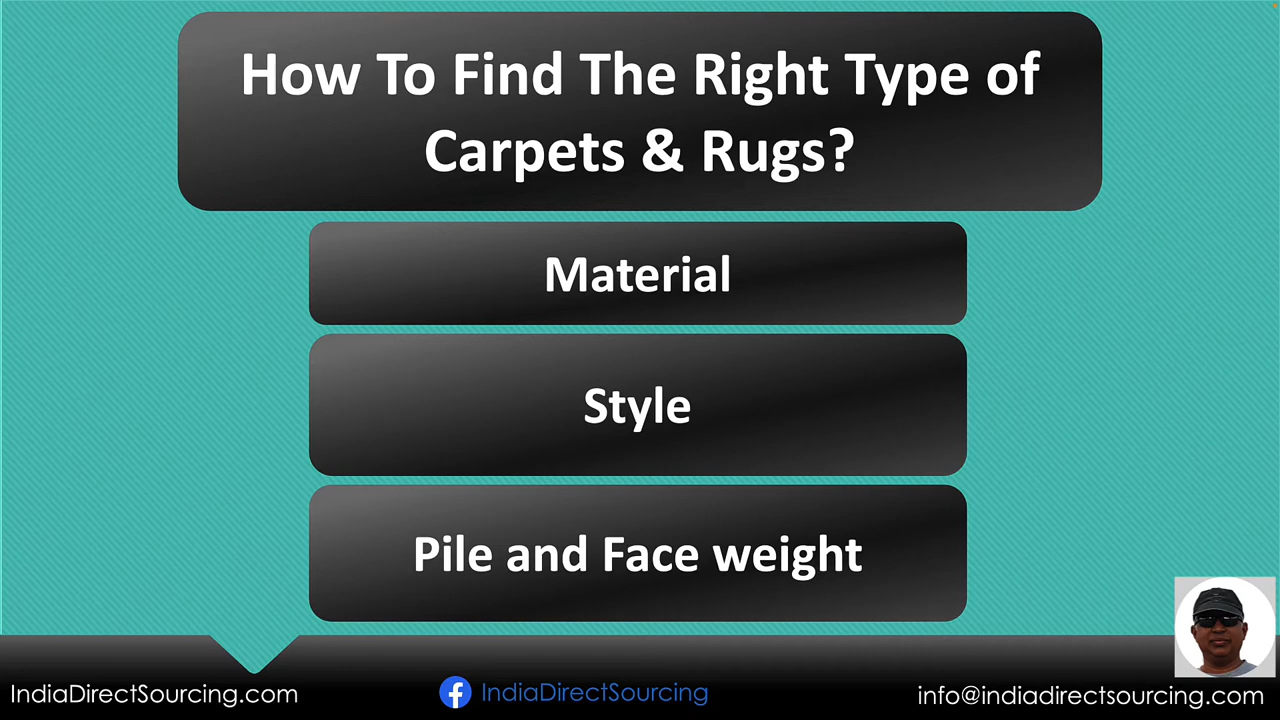 How To Find The Right Type of
Carpets & Rugs?
Material
Style
Pile and Face weight
IndiaDirectSourcing.com
IndiaDirectSourcing
info@indiadirectsourcing.com